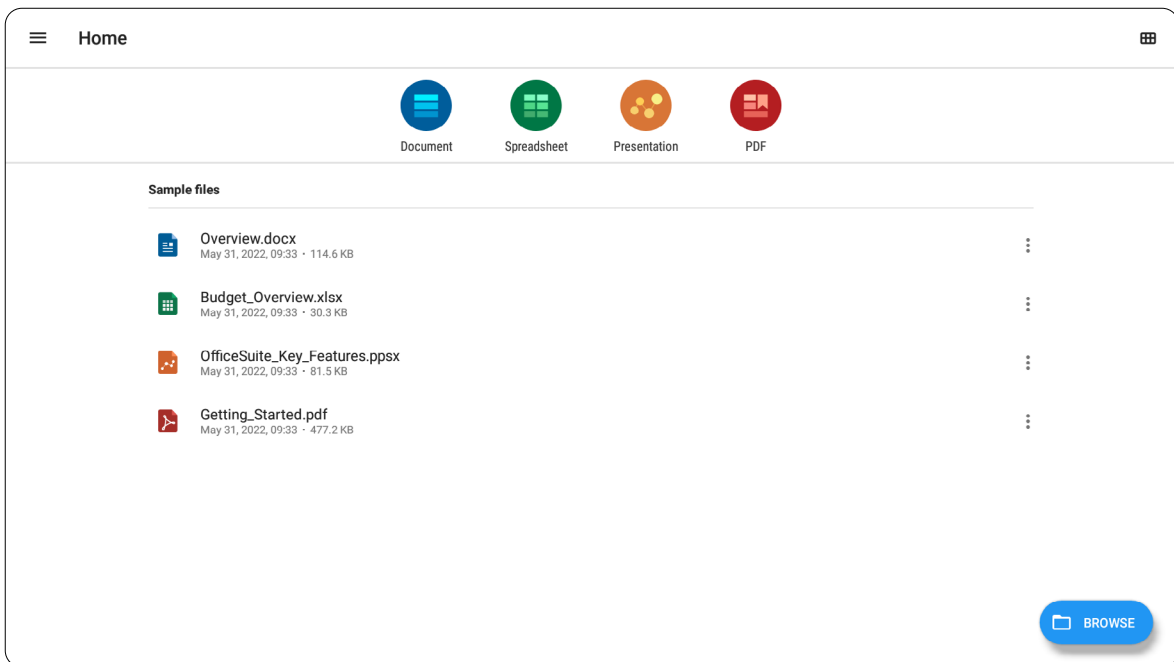 Home
Document
Spreadsheet
Presentation
PDF
Sample files
Overview.docx
May 31, 2022, 09:33 · 114.6 KB
Budget_Overview.xlsx
May 31, 2022, 09:33 · 30.3 KB
OfficeSuite_Key_Features.ppsx
May 31, 2022, 09:33 · 81.5 KB
Getting_Started.pdf
May 31, 2022, 09:33 · 477.2 KB
BROWSE